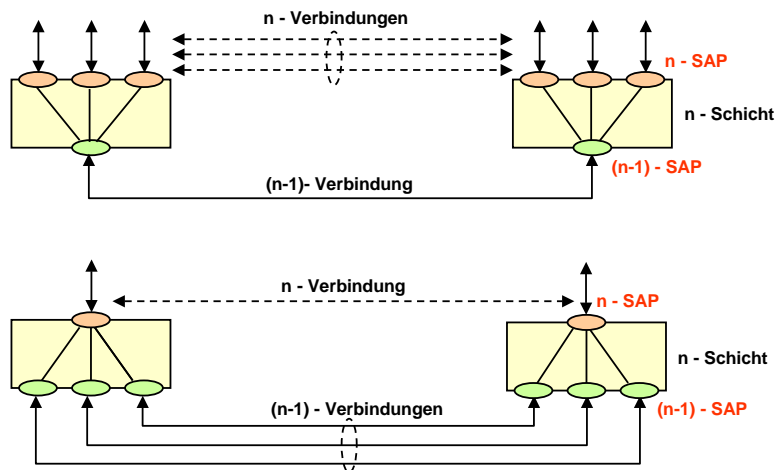 n - Verbindungen
n - SAP
n - Schicht
(n-1) - SAP
(n-1)- Verbindung
n - Verbindung
n - SAP
n - Schicht
(n-1) - Verbindungen
(n-1) - SAP